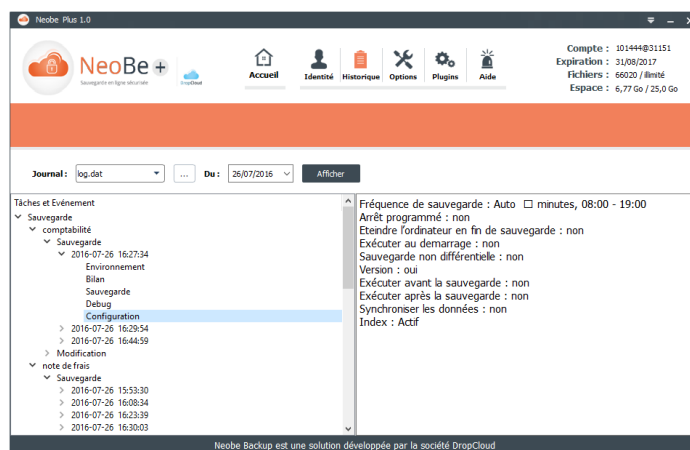 Neobe Plus 1.0
NeoBe +
Sauvegarde en ligne sécurisée
DropCloud
Accueil
Identité
Historique
Options
Plugins
Aide
Compte : 101444@31151
Expiration : 31/08/2017
Fichiers : 66020 / illimité
Espace : 6,77 Go / 25,0 Go
Journal : log.dat ... Du : 26/07/2016 Afficher
Tâches et Evénement
Sauvegarde
comptabilité
Sauvegarde
2016-07-26 16:27:34
Environnement
Bilan
Sauvegarde
Debug
Configuration
2016-07-26 16:29:54
2016-07-26 16:44:59
Modification
note de frais
Sauvegarde
2016-07-26 15:53:30
2016-07-26 16:08:34
2016-07-26 16:23:39
2016-07-26 16:30:03
Fréquence de sauvegarde : Auto □ minutes, 08:00 - 19:00
Arrêt programmé : non
Eteindre l'ordinateur en fin de sauvegarde : non
Exécuter au demarrage : non
Sauvegarde non différentielle : non
Version : oui
Exécuter avant la sauvegarde : non
Exécuter après la sauvegarde : non
Synchroniser les données : non
Index : Actif
Neobe Backup est une solution développée par la société DropCloud